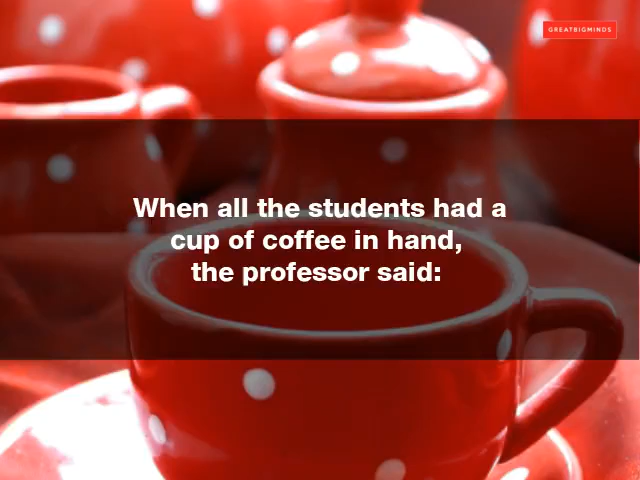 GREATBIGMINDS
When all the students had a
cup of coffee in hand,
the professor said: